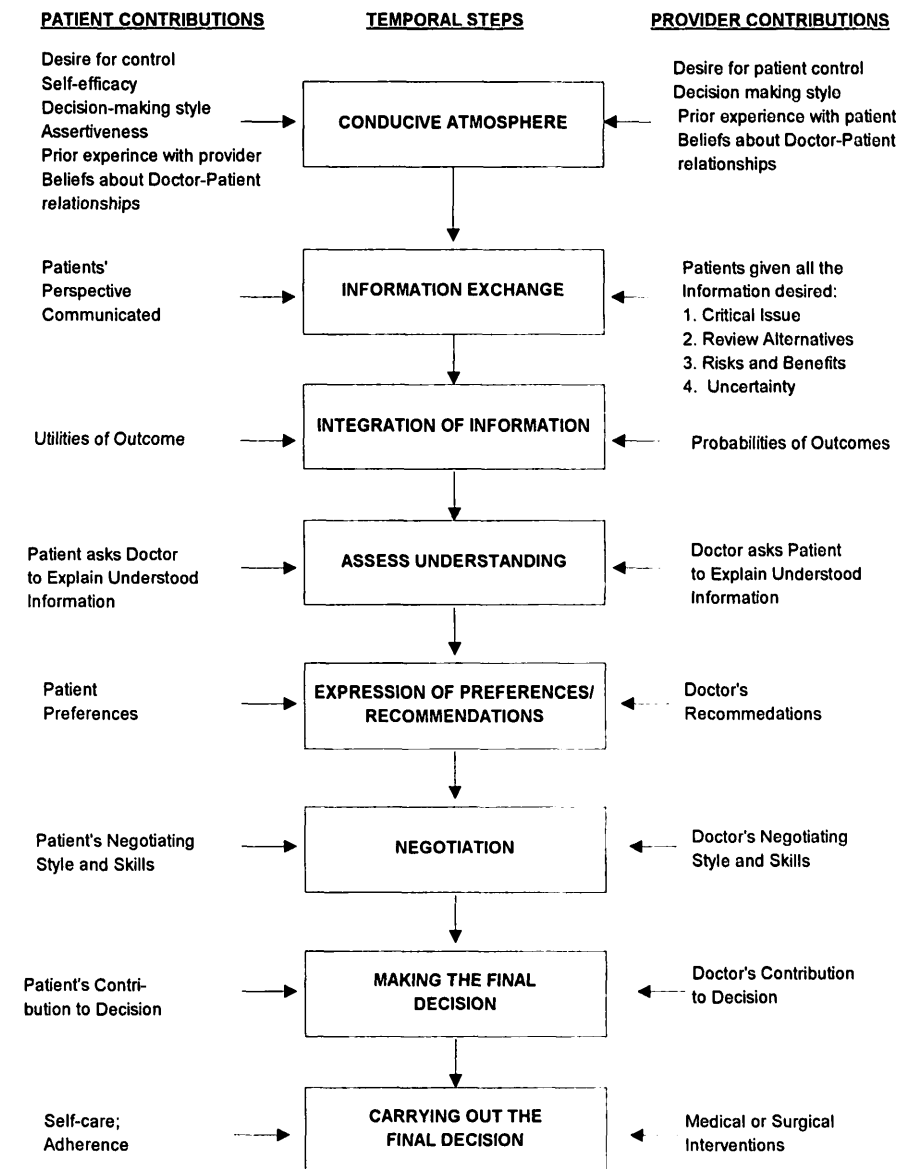 PATIENT CONTRIBUTIONS
TEMPORAL STEPS
PROVIDER CONTRIBUTIONS
Desire for control
Self-efficacy
Decision-making style
Assertiveness
Prior experince with provider
Beliefs about Doctor-Patient
relationships
CONDUCIVE ATMOSPHERE
Desire for patient control
Decision making style
Prior experience with patient
Beliefs about Doctor-Patient
relationships
Patients'
Perspective
Communicated
INFORMATION EXCHANGE
Patients given all the
Information desired:
1. Critical Issue
2. Review Alternatives
3. Risks and Benefits
4. Uncertainty
Utilities of Outcome
INTEGRATION OF INFORMATION
Probabilities of Outcomes
Patient asks Doctor
to Explain Understood
Information
ASSESS UNDERSTANDING
Doctor asks Patient
to Explain Understood
Information
Patient
Preferences
EXPRESSION OF PREFERENCES/
RECOMMENDATIONS
Doctor's
Recommedations
Patient's Negotiating
Style and Skills
NEGOTIATION
Doctor's Negotiating
Style and Skills
Patient's Contri-
bution to Decision
MAKING THE FINAL
DECISION
Doctor's Contribution
to Decision
Self-care;
Adherence
CARRYING OUT THE
FINAL DECISION
Medical or Surgical
Interventions